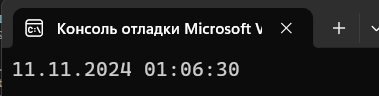 Консоль отладки Microsoft V
11.11.2024 01:06:30